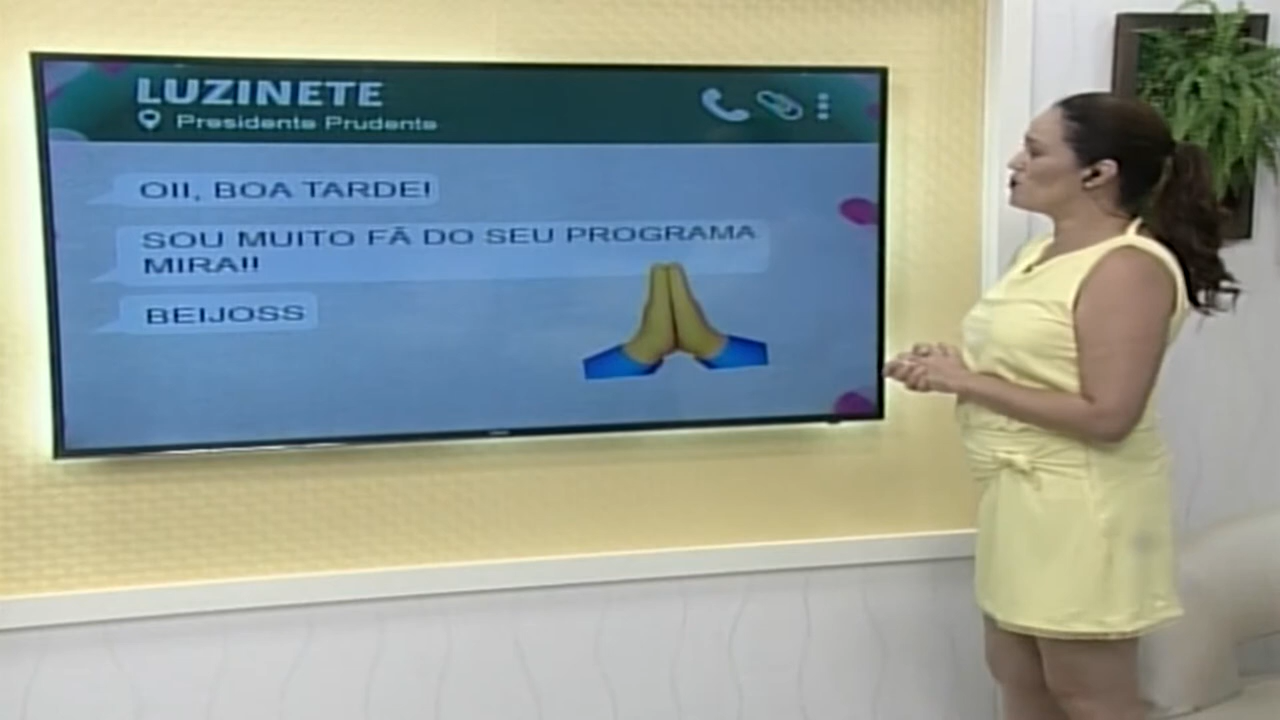 LUZINETE
Presidente Prudente
OII, BOA TARDE!
SOU MUITO FÃ DO SEU PROGRAMA
MIRA!!
BEIJOSS